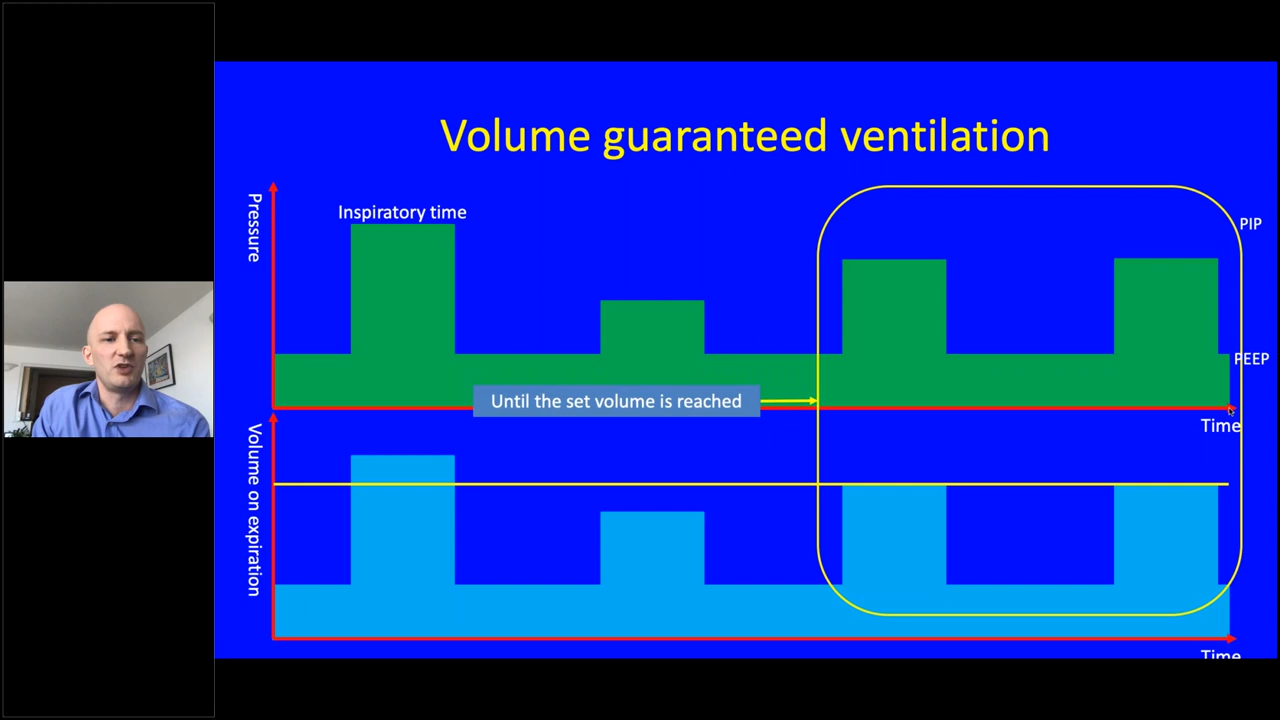 Volume guaranteed ventilation
Pressure
Inspiratory time
PIP
PEEP
Until the set volume is reached
Time
Volume on expiration
Time